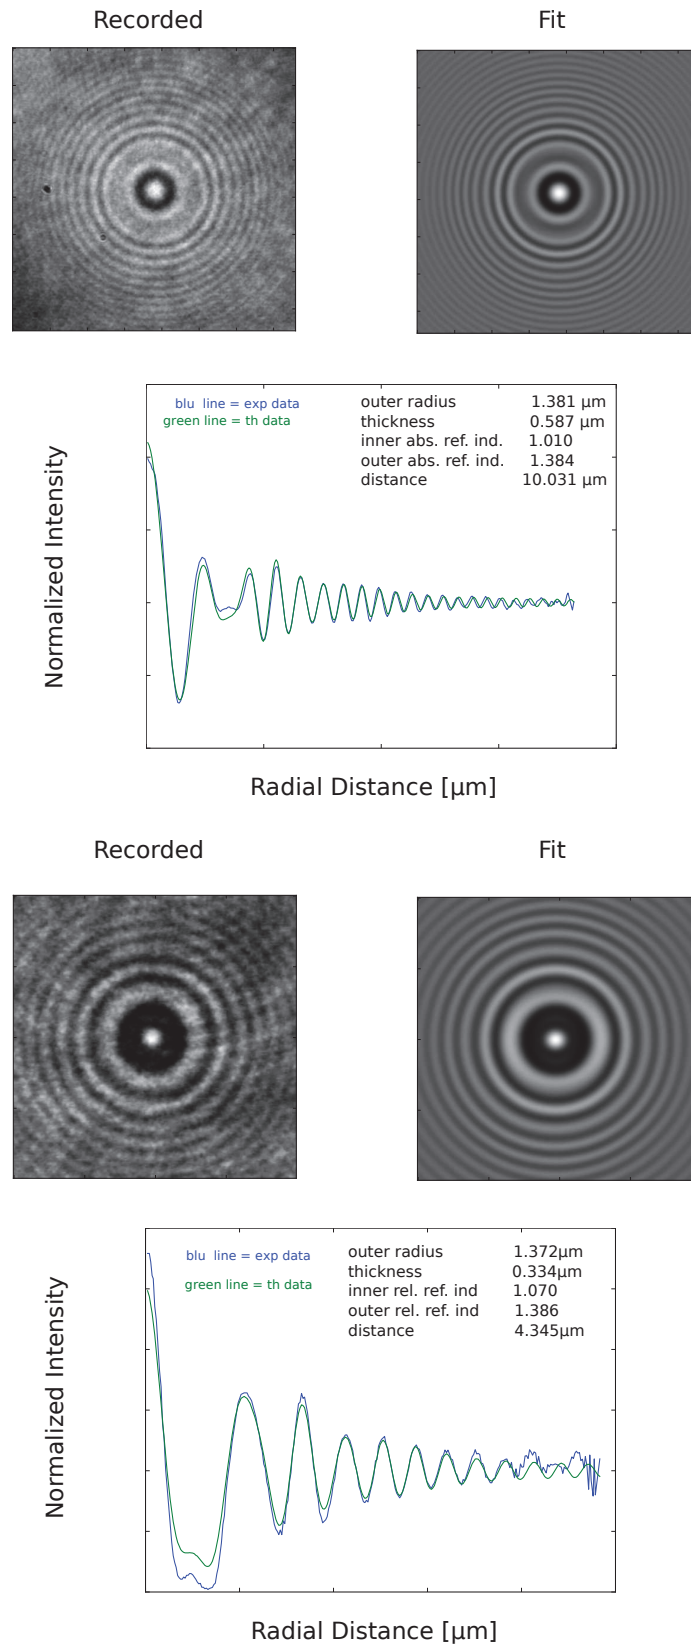 Recorded Fit
blu  line = exp data
green line = th data
outer radius 1.381 µm
thickness 0.587 µm
inner abs. ref. ind. 1.010
outer abs. ref. ind. 1.384
distance 10.031 µm
Normalized Intensity
Radial Distance [µm]
Recorded Fit
blu  line = exp data
green line = th data
outer radius 1.372µm
thickness 0.334µm
inner rel. ref. ind 1.070
outer rel. ref. ind 1.386
distance 4.345µm
Normalized Intensity
Radial Distance [µm]